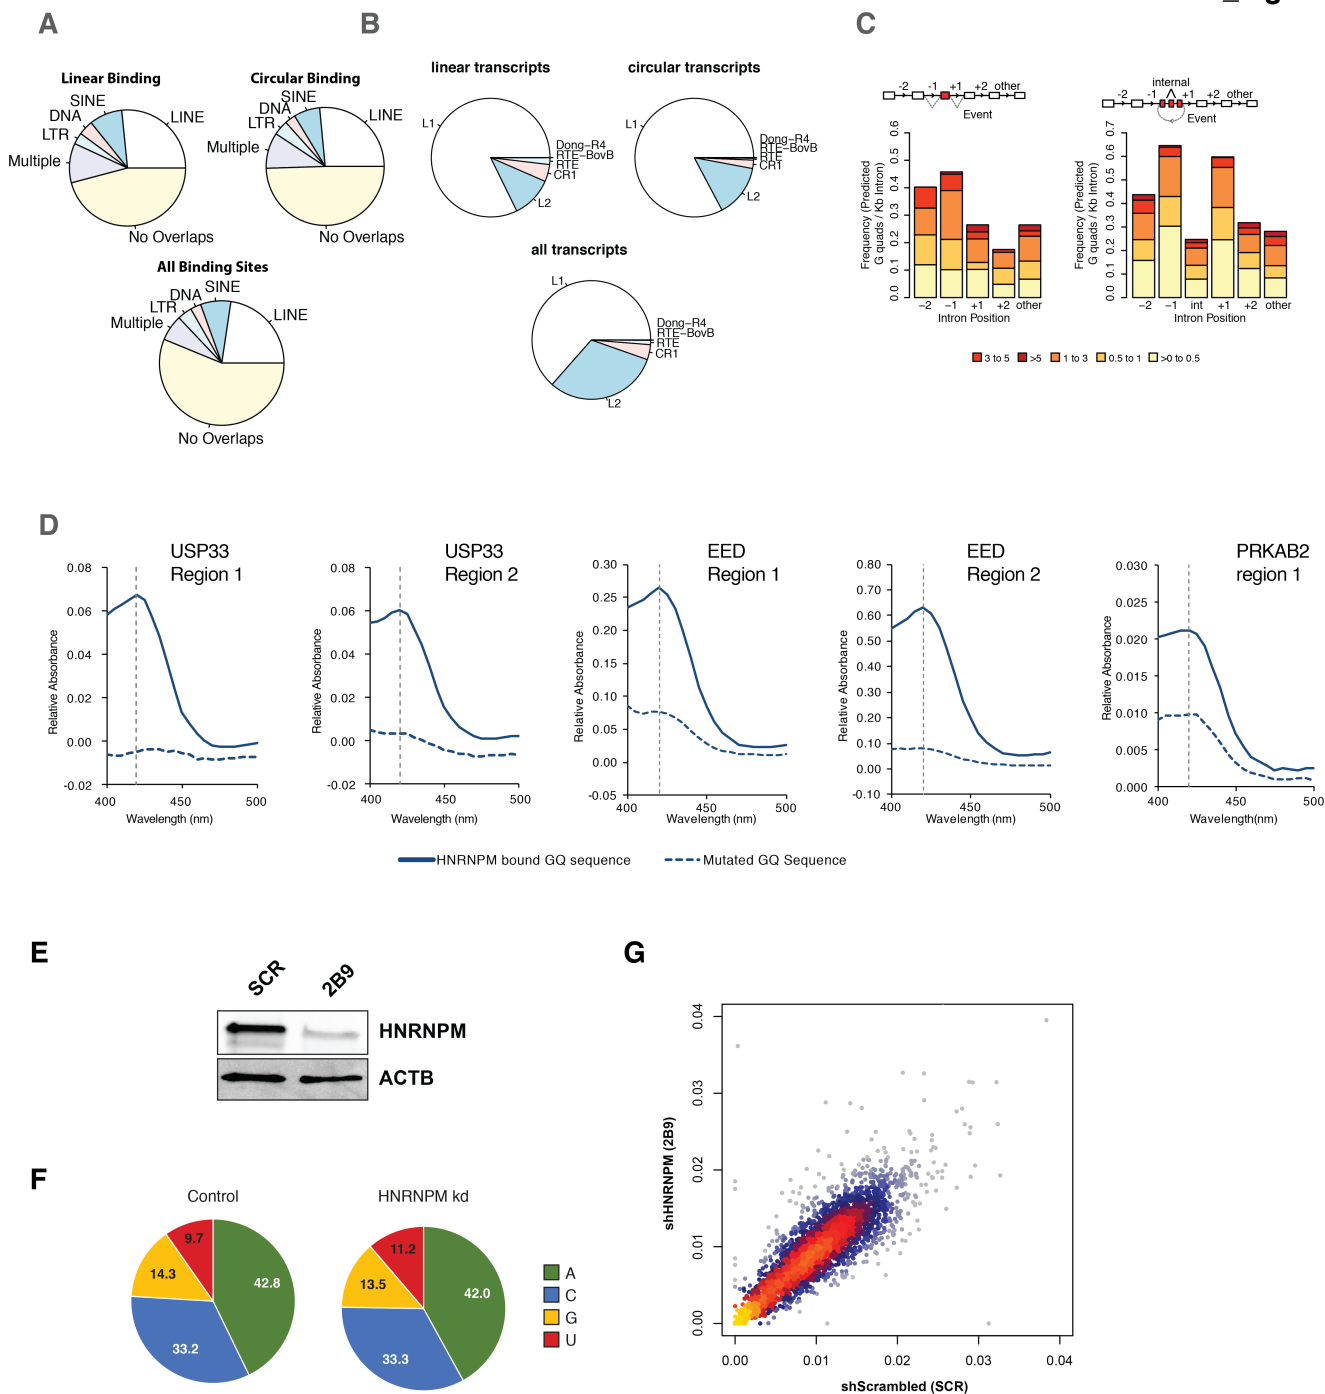 A
B
C
Linear Binding
SINE
DNA
LTR
Multiple
LINE
No Overlaps
Circular Binding
SINE
DNA
LTR
Multiple
LINE
No Overlaps
All Binding Sites
SINE
DNA
LTR
Multiple
LINE
No Overlaps
linear transcripts
L1
Dong−R4
RTE−BovB
RTE
CR1
L2
circular transcripts
L1
Dong−R4
RTE−BovB
RTE
CR1
L2
all transcripts
L1
Dong−R4
RTE−BovB
RTE
CR1
L2
-2 -1 +1 +2 other
Event
Frequency (Predicted
G quads / Kb Intron)
0.6
0.5
0.4
0.3
0.2
0.1
0.0
−2 −1 +1 +2 other
Intron Position
internal
-2 -1 +1 +2 other
Event
Frequency (Predicted
G quads / Kb Intron)
0.7
0.6
0.5
0.4
0.3
0.2
0.1
0.0
−2 −1 int +1 +2 other
Intron Position
3 to 5 >5 1 to 3 0.5 to 1 >0 to 0.5
D
USP33
Region 1
Relative Absorbance
0.08
0.06
0.04
0.02
0.00
-0.02
400 450 500
Wavelength (nm)
USP33
Region 2
Relative Absorbance
0.08
0.06
0.04
0.02
0.00
-0.02
400 450 500
Wavelength (nm)
EED
Region 1
Relative Absorbance
0.30
0.25
0.20
0.15
0.10
0.05
0.00
-0.05
400 450 500
Wavelength (nm)
EED
Region 2
Relative Absorbance
0.80
0.70
0.60
0.50
0.40
0.30
0.20
0.10
0.00
-0.10
400 450 500
Wavelength (nm)
PRKAB2
region 1
Relative Absorbance
0.030
0.025
0.020
0.015
0.010
0.005
0.000
400 450 500
Wavelength(nm)
HNRNPM bound GQ sequence Mutated GQ Sequence
E
SCR 2B9
HNRNPM
ACTB
F
Control
42.8
33.2
14.3
9.7
HNRNPM kd
42.0
33.3
13.5
11.2
A
C
G
U
G
shHNRNPM (2B9)
0.04
0.03
0.02
0.01
0.00
0.00 0.01 0.02 0.03 0.04
shScrambled (SCR)